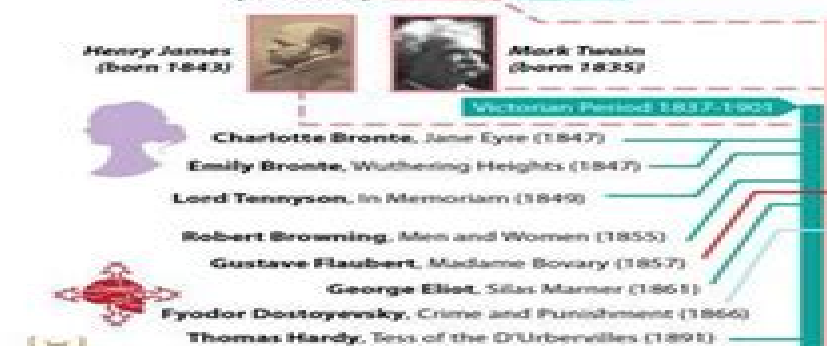 Henry James
(born 1843)
Mark Twain
(born 1835)
Victorian Period 1837-1901
Charlotte Bronte, Jane Eyre (1847)
Emily Bronte, Wuthering Heights (1847)
Lord Tennyson, In Memoriam (1849)
Robert Browning, Men and Women (1855)
Gustave Flaubert, Madame Bovary (1857)
George Eliot, Silas Marner (1861)
Fyodor Dostoyevsky, Crime and Punishment (1866)
Thomas Hardy, Tess of the D'Urbervilles (1891)